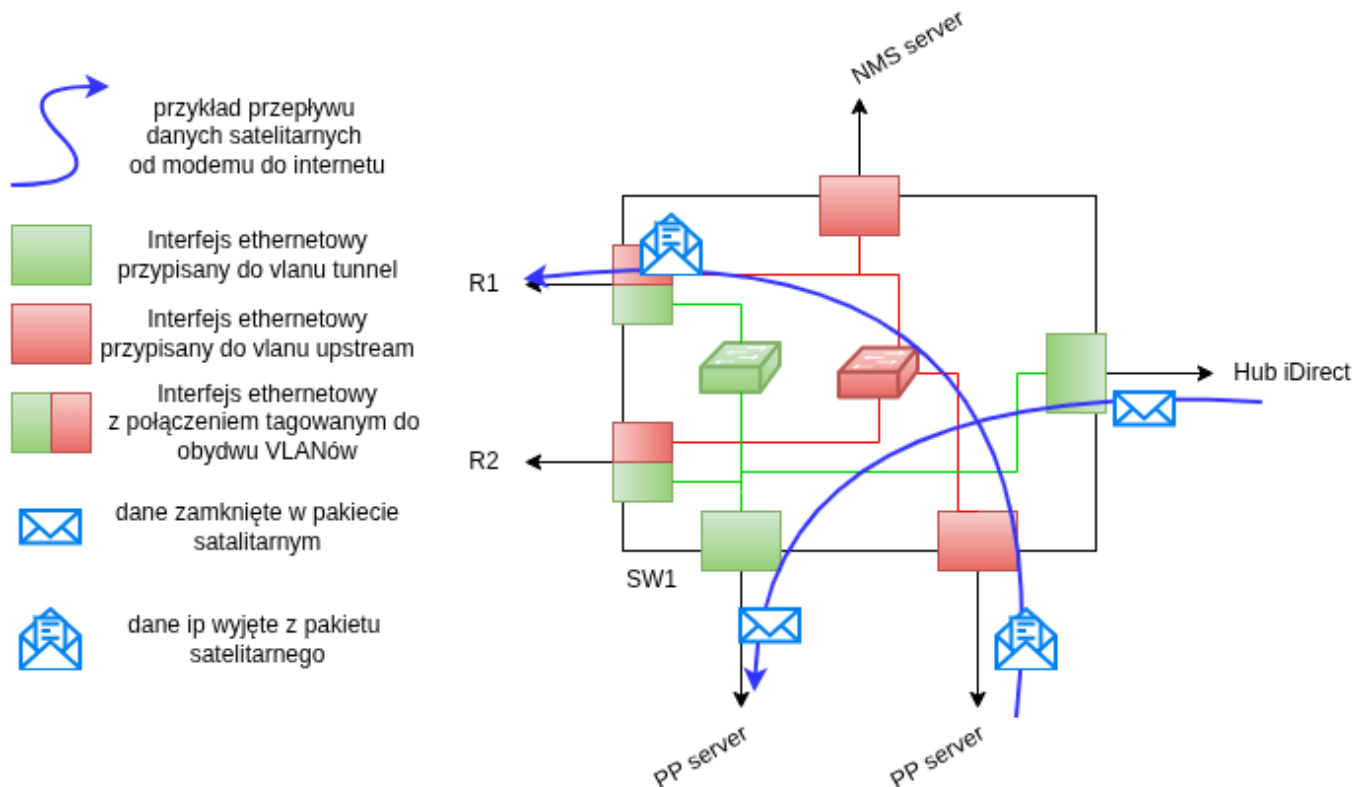 przykład przepływu
danych satelitarnych
od modemu do internetu
Interfejs ethernetowy
przypisany do vlanu tunnel
Interfejs ethernetowy
przypisany do vlanu upstream
Interfejs ethernetowy
z połączeniem tagowanym do
obydwu VLANów
dane zamknięte w pakiecie
satalitarnym
dane ip wyjęte z pakietu
satelitarnego
NMS server
R1
Hub iDirect
R2
SW1
PP server
PP server